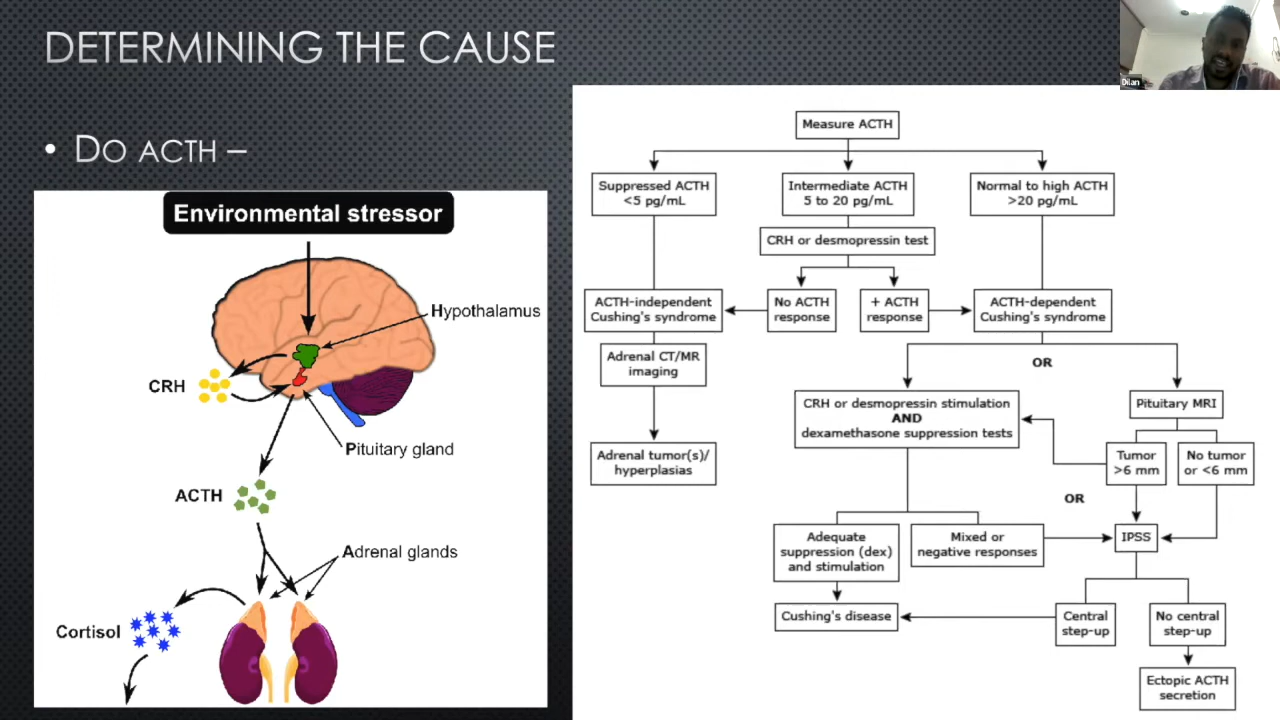 DETERMINING THE CAUSE
• DO ACTH –
Environmental stressor
Hypothalamus
CRH
Pituitary gland
ACTH
Adrenal glands
Cortisol
Dilan
Measure ACTH
Suppressed ACTH
<5 pg/mL
Intermediate ACTH
5 to 20 pg/mL
Normal to high ACTH
>20 pg/mL
CRH or desmopressin test
ACTH-independent
Cushing's syndrome
No ACTH
response
+ ACTH
response
ACTH-dependent
Cushing's syndrome
Adrenal CT/MR
imaging
OR
CRH or desmopressin stimulation
AND
dexamethasone suppression tests
Pituitary MRI
Adrenal tumor(s)/
hyperplasias
Tumor
>6 mm
No tumor
or <6 mm
OR
Adequate
suppression (dex)
and stimulation
Mixed or
negative responses
IPSS
Cushing's disease
Central
step-up
No central
step-up
Ectopic ACTH
secretion